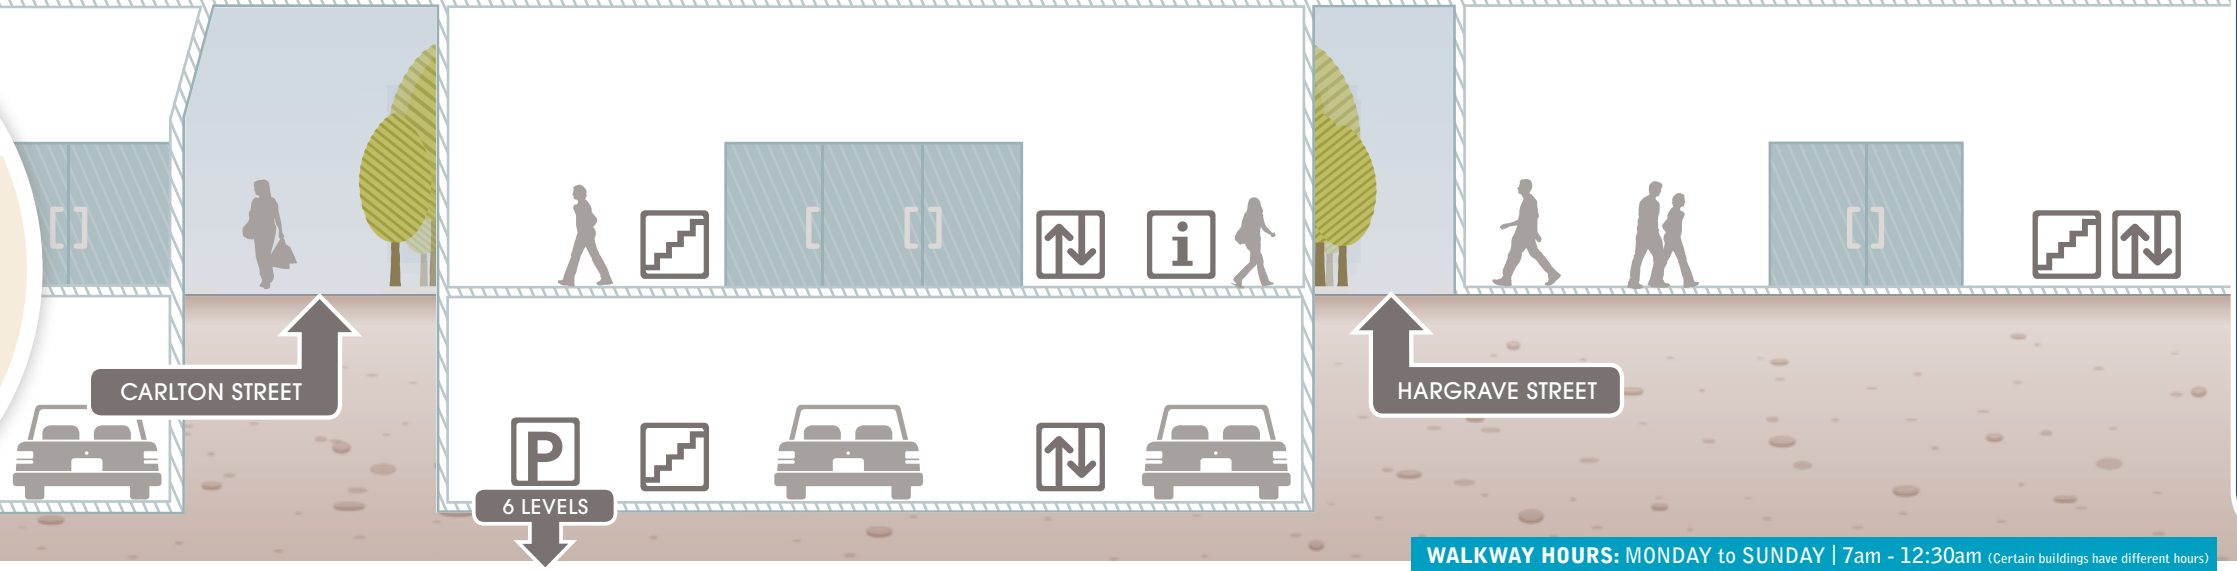 CARLTON STREET
HARGRAVE STREET
P
i
6 LEVELS
WALKWAY HOURS: MONDAY to SUNDAY | 7am - 12:30am (Certain buildings have different hours)